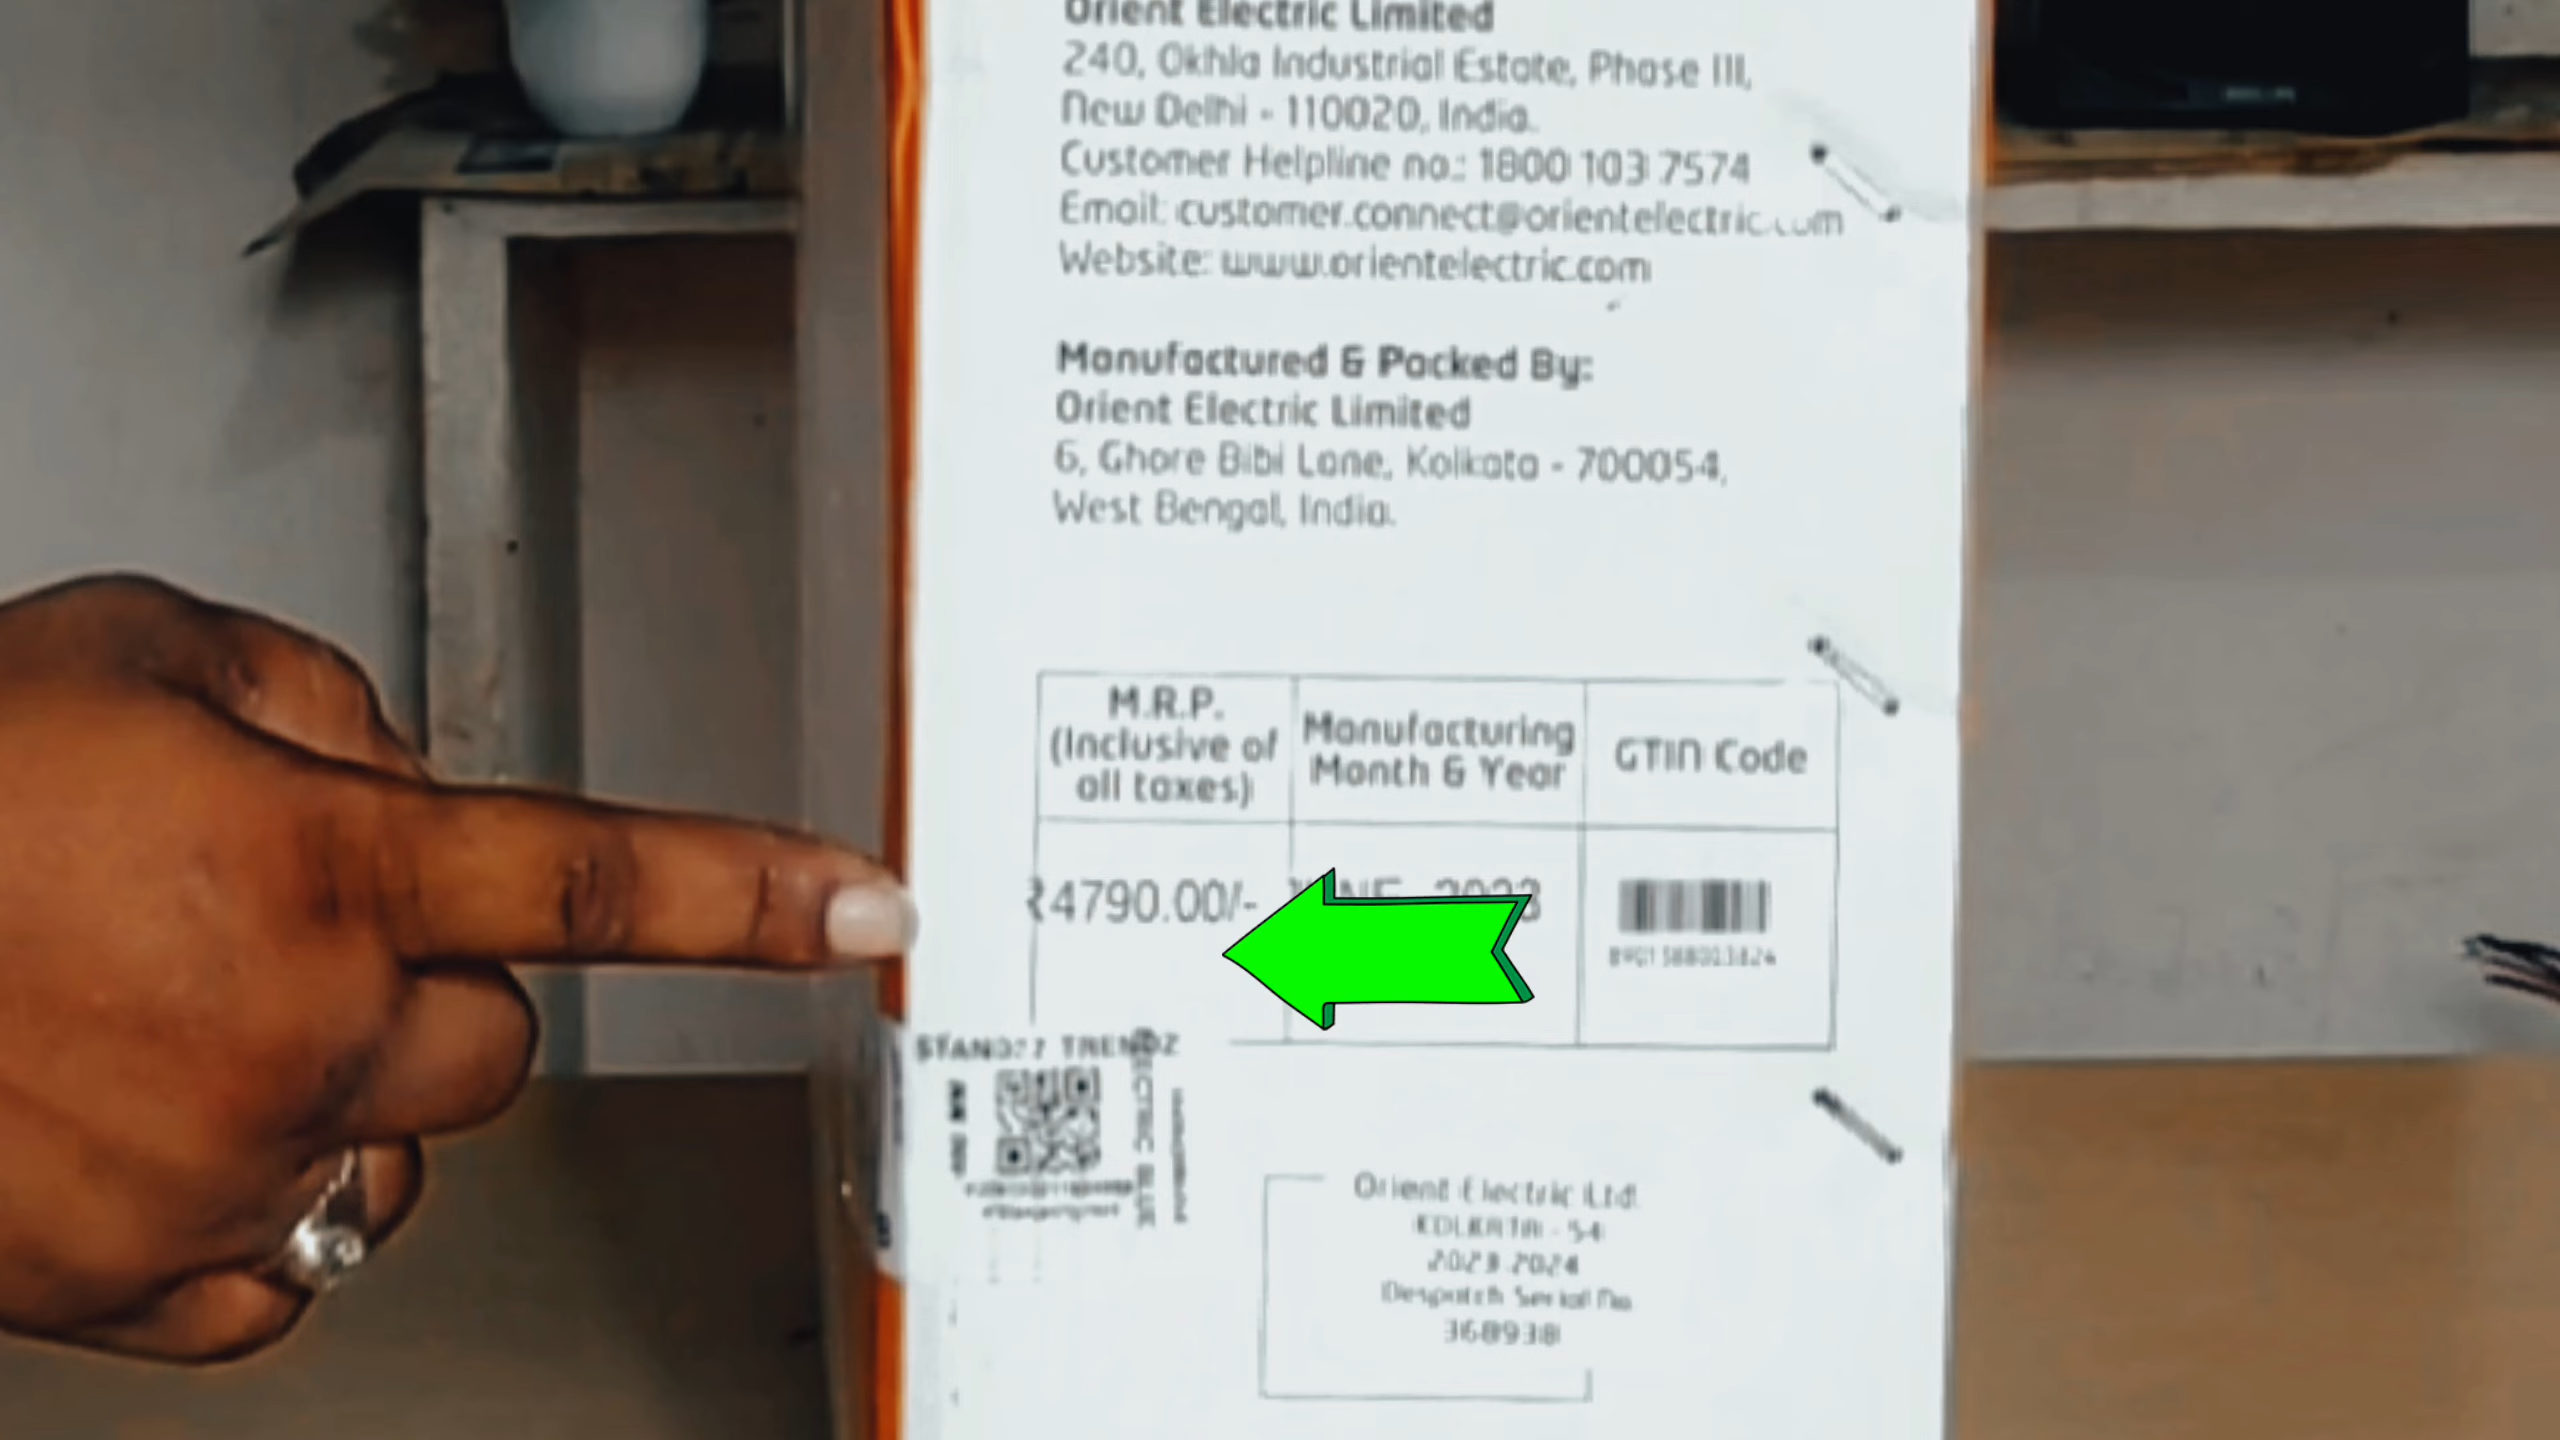 Orient Electric Limited
240, Okhla Industrial Estate, Phase III,
New Delhi - 110020, India.
Customer Helpline no.: 1800 103 7574
Email: customer.connect@orientelectric.com
Website: www.orientelectric.com
Manufactured & Packed By:
Orient Electric Limited
6, Ghore Bibi Lane, Kolkata - 700054,
West Bengal, India.
M.R.P.
(Inclusive of
all taxes)
Manufacturing
Month & Year
GTIN Code
₹4790.00/-
TRENDZ
ELECTRIC BLUE
Orient Electric Ltd.
KOLKATA - 54
2023 2024
Despatch Serial No.
368938